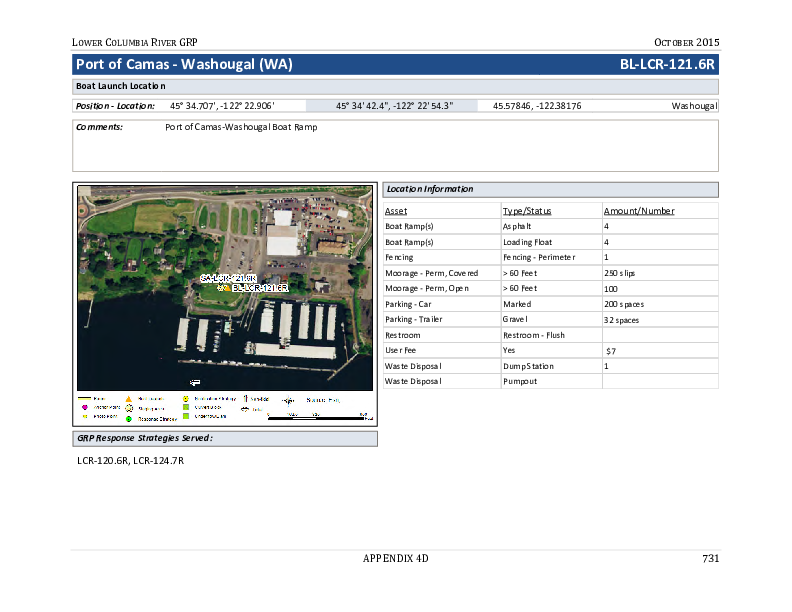 LOWER COLUMBIA RIVER GRP OCTOBER 2015
Port of Camas - Washougal (WA) BL-LCR-121.6R
Boat Launch Location
Position - Location: 45° 34.707', -122° 22.906' 45° 34' 42.4", -122° 22' 54.3" 45.57846, -122.38176 Washougal
Comments: Port of Camas-Washougal Boat Ramp
Location Information
Asset Type/Status Amount/Number
Boat Ramp(s) Asphalt 4
Boat Ramp(s) Loading Float 4
Fencing Fencing - Perimeter 1
Moorage - Perm, Covered > 60 Feet 250 slips
Moorage - Perm, Open > 60 Feet 100
Parking - Car Marked 200 spaces
Parking - Trailer Gravel 32 spaces
Restroom Restroom - Flush
User Fee Yes $7
Waste Disposal Dump Station 1
Waste Disposal Pumpout
SA-LCR-121.6R
BL-LCR-121.6R
GRP Response Strategies Served:
LCR-120.6R, LCR-124.7R
APPENDIX 4D 731